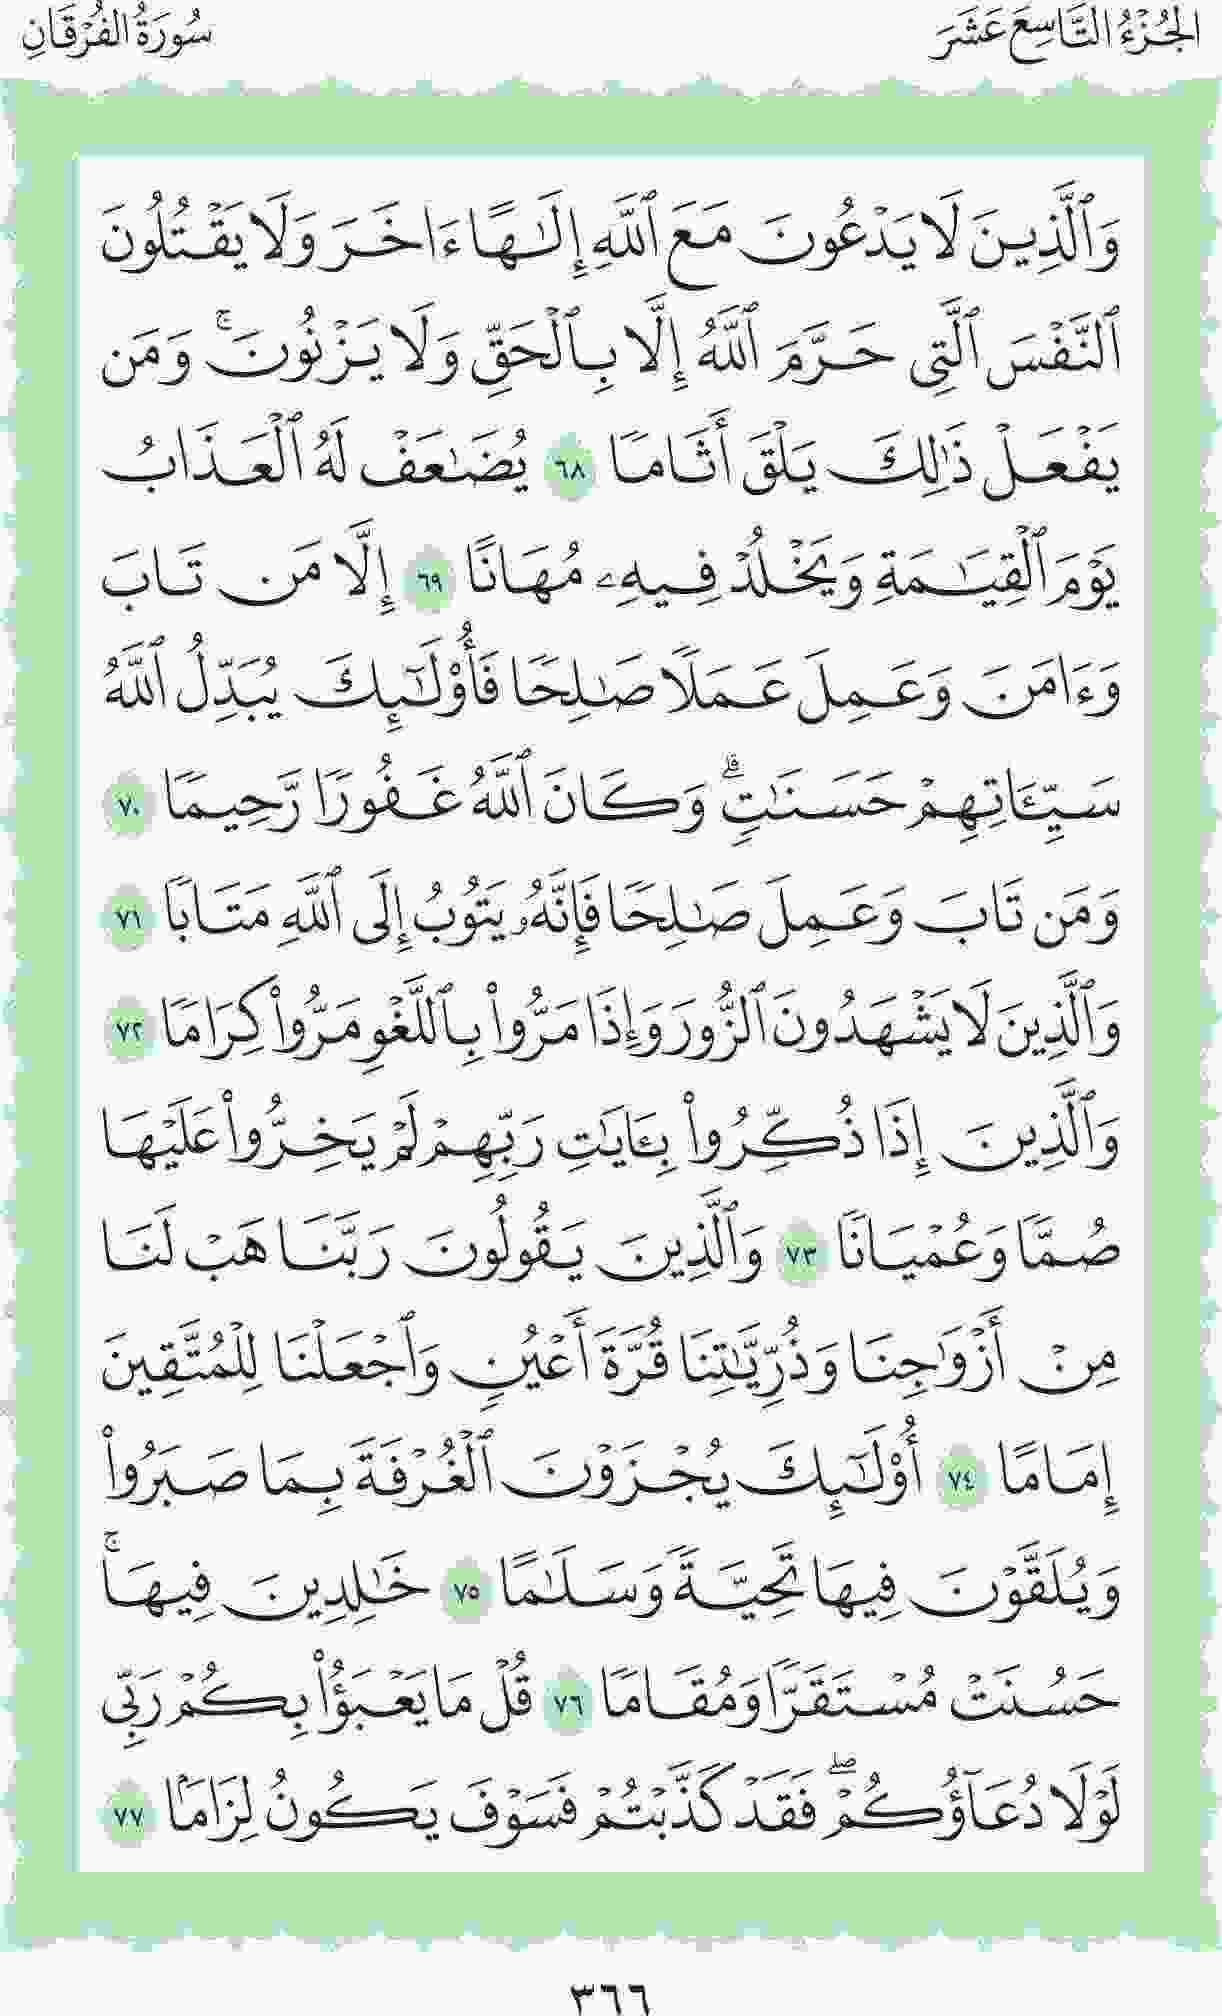 الجُزْءُ التَّاسِعَ عَشَرَ
سُورَةُ الفُرْقَانِ
وَٱلَّذِينَ لَا يَدْعُونَ مَعَ ٱللَّهِ إِلَـٰهًا ءَاخَرَ وَلَا يَقْتُلُونَ
ٱلنَّفْسَ ٱلَّتِى حَرَّمَ ٱللَّهُ إِلَّا بِٱلْحَقِّ وَلَا يَزْنُونَ ۚ وَمَن
يَفْعَلْ ذَٰلِكَ يَلْقَ أَثَامًا ٦٨ يُضَـٰعَفْ لَهُ ٱلْعَذَابُ
يَوْمَ ٱلْقِيَـٰمَةِ وَيَخْلُدْ فِيهِۦ مُهَانًا ٦٩ إِلَّا مَن تَابَ
وَءَامَنَ وَعَمِلَ عَمَلًا صَـٰلِحًا فَأُو۟لَـٰٓئِكَ يُبَدِّلُ ٱللَّهُ
سَيِّـَٔاتِهِمْ حَسَنَـٰتٍ ۗ وَكَانَ ٱللَّهُ غَفُورًا رَّحِيمًا ٧٠
وَمَن تَابَ وَعَمِلَ صَـٰلِحًا فَإِنَّهُۥ يَتُوبُ إِلَى ٱللَّهِ مَتَابًا ٧١
وَٱلَّذِينَ لَا يَشْهَدُونَ ٱلزُّورَ وَإِذَا مَرُّوا۟ بِٱللَّغْوِ مَرُّوا۟ كِرَامًا ٧٢
وَٱلَّذِينَ إِذَا ذُكِّرُوا۟ بِـَٔايَـٰتِ رَبِّهِمْ لَمْ يَخِرُّوا۟ عَلَيْهَا
صُمًّا وَعُمْيَانًا ٧٣ وَٱلَّذِينَ يَقُولُونَ رَبَّنَا هَبْ لَنَا
مِنْ أَزْوَٰجِنَا وَذُرِّيَّـٰتِنَا قُرَّةَ أَعْيُنٍ وَٱجْعَلْنَا لِلْمُتَّقِينَ
إِمَامًا ٧٤ أُو۟لَـٰٓئِكَ يُجْزَوْنَ ٱلْغُرْفَةَ بِمَا صَبَرُوا۟
وَيُلَقَّوْنَ فِيهَا تَحِيَّةً وَسَلَـٰمًا ٧٥ خَـٰلِدِينَ فِيهَا ۚ
حَسُنَتْ مُسْتَقَرًّا وَمُقَامًا ٧٦ قُلْ مَا يَعْبَؤُا۟ بِكُمْ رَبِّى
لَوْلَا دُعَآؤُكُمْ ۖ فَقَدْ كَذَّبْتُمْ فَسَوْفَ يَكُونُ لِزَامًۢا ٧٧
٣٦٦